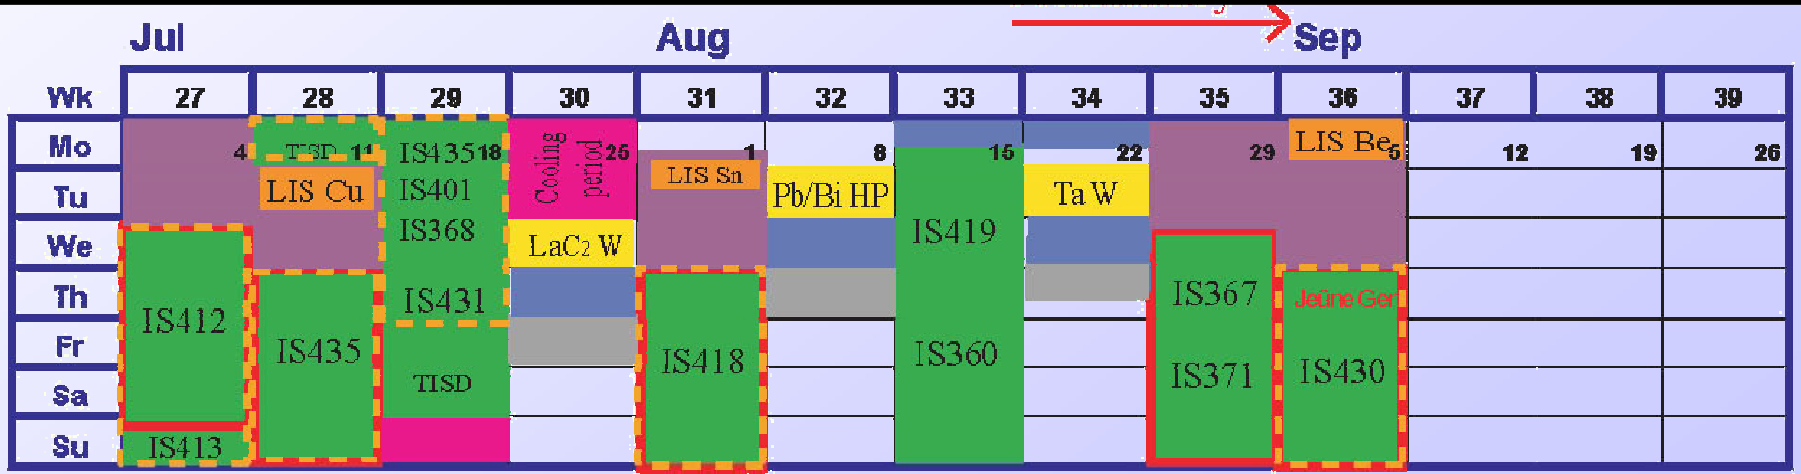 Jul Aug Sep
Wk 27 28 29 30 31 32 33 34 35 36 37 38 39
Mo 4 TISD 11 IS435 18 Cooling period 25 1 8 15 22 29 LIS Be 5 12 19 26
Tu LIS Cu IS401 LIS Sn Pb/Bi HP Ta W
We IS368 LaC2 W IS419
Th IS412 IS431 IS367 Jeûne Gen
Fr IS435 IS418 IS360 IS371 IS430
Sa TISD
Su IS413